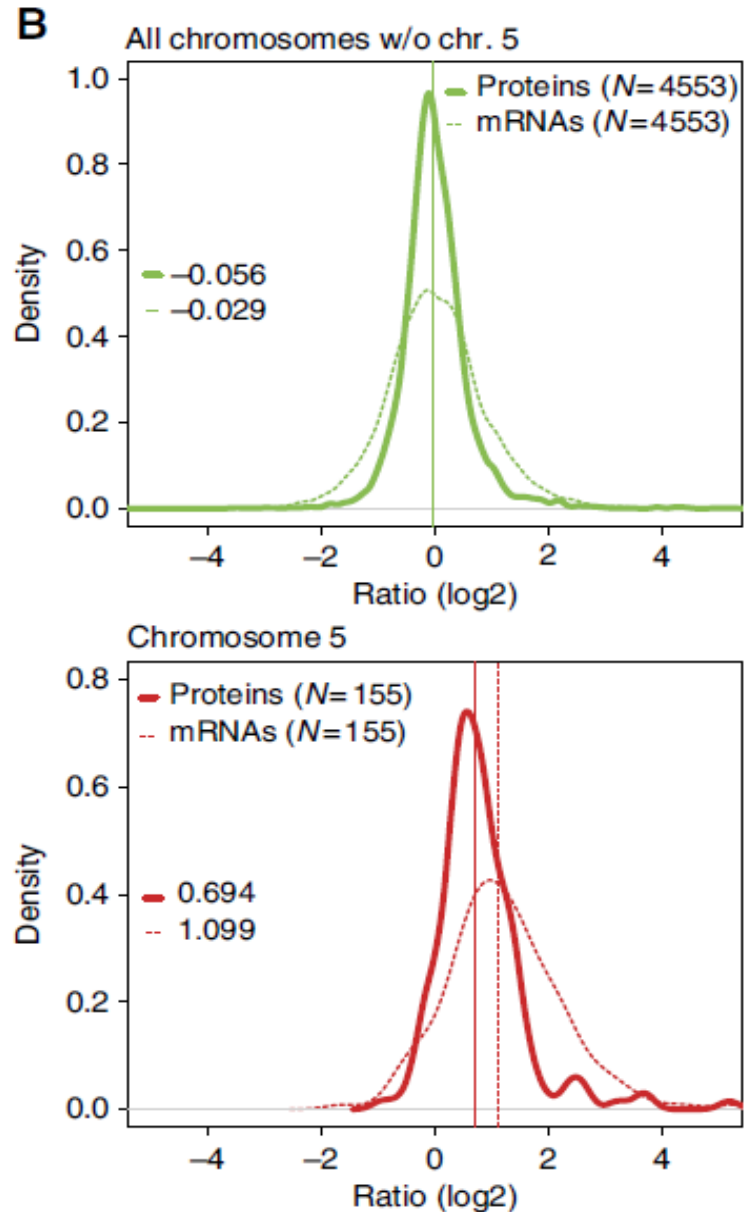 B
All chromosomes w/o chr. 5
Proteins (N=4553)
mRNAs (N=4553)
–0.056
–0.029
Density
1.0
0.8
0.6
0.4
0.2
0.0
–4 –2 0 2 4
Ratio (log2)
Chromosome 5
Proteins (N=155)
mRNAs (N=155)
0.694
1.099
Density
0.8
0.6
0.4
0.2
0.0
–4 –2 0 2 4
Ratio (log2)